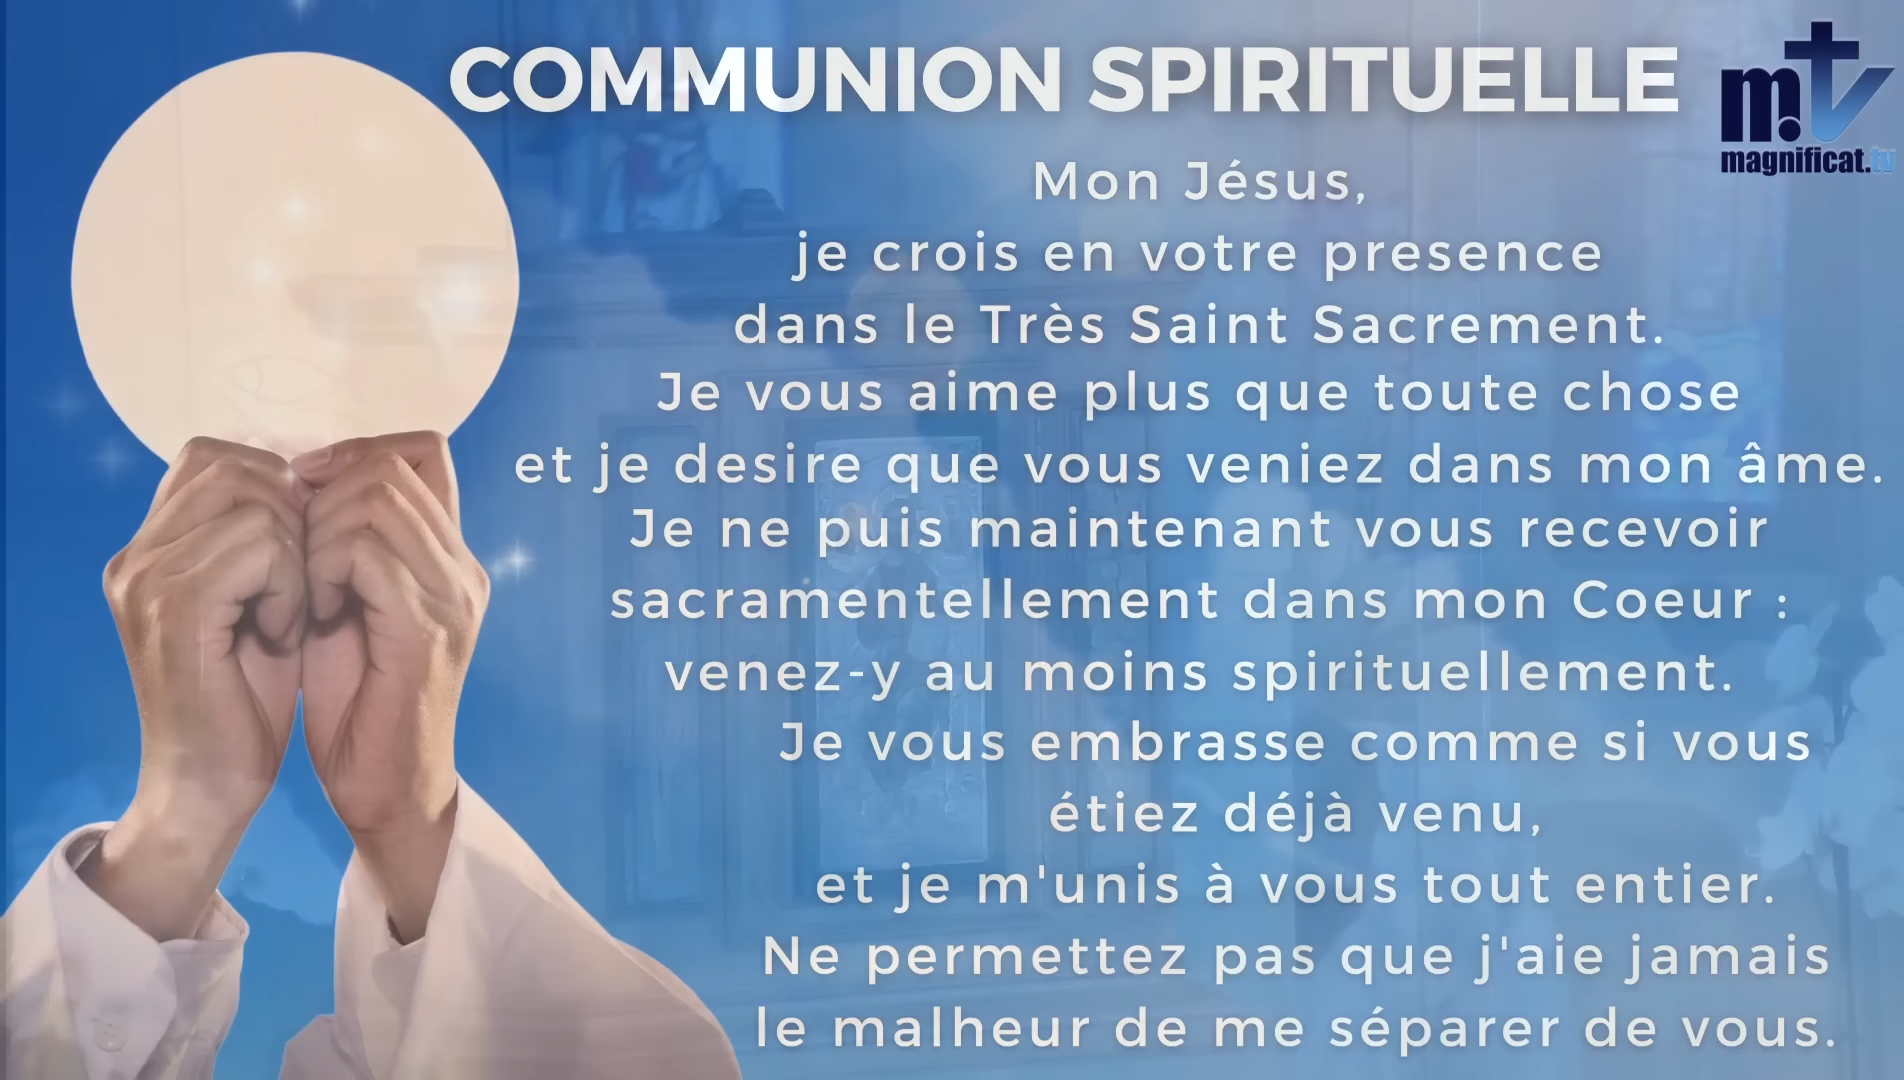 COMMUNION SPIRITUELLE
mtv
magnificat.tv
Mon Jésus,
je crois en votre presence
dans le Très Saint Sacrement.
Je vous aime plus que toute chose
et je desire que vous veniez dans mon âme.
Je ne puis maintenant vous recevoir
sacramentellement dans mon Coeur :
venez-y au moins spirituellement.
Je vous embrasse comme si vous
étiez déjà venu,
et je m'unis à vous tout entier.
Ne permettez pas que j'aie jamais
le malheur de me séparer de vous.